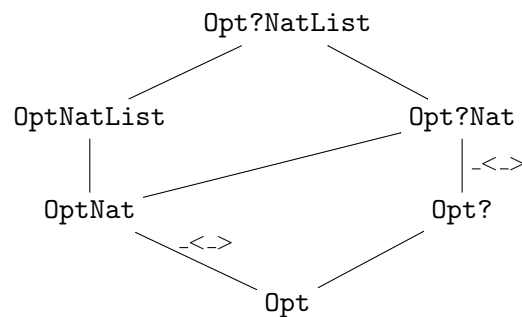 Opt?NatList
OptNatList Opt?Nat
_<_>
OptNat Opt?
_<_>
Opt